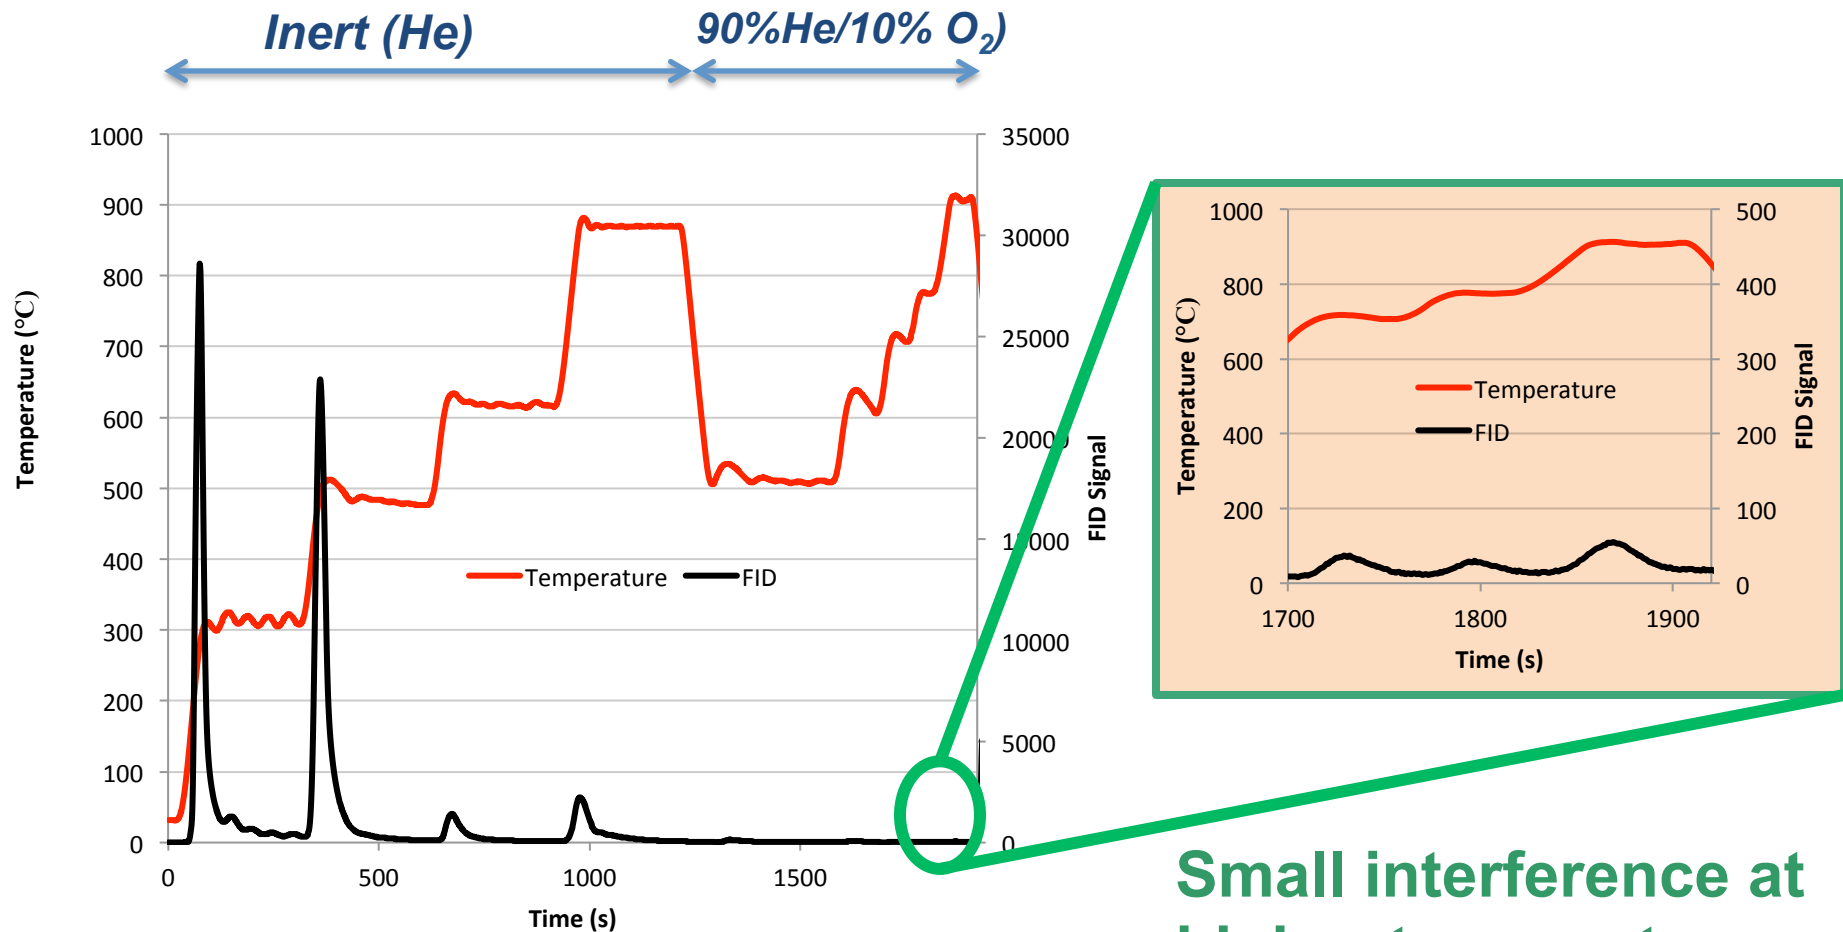 Inert (He)
90%He/10% O2)
1000
900
800
700
600
500
400
300
200
100
0
Temperature (°C)
35000
30000
25000
20000
15000
10000
5000
0
FID Signal
Temperature
FID
0
500
1000
1500
Time (s)
1000
800
600
400
200
0
Temperature (°C)
500
400
300
200
100
0
FID Signal
Temperature
FID
1700
1800
1900
Time (s)
Small interference at